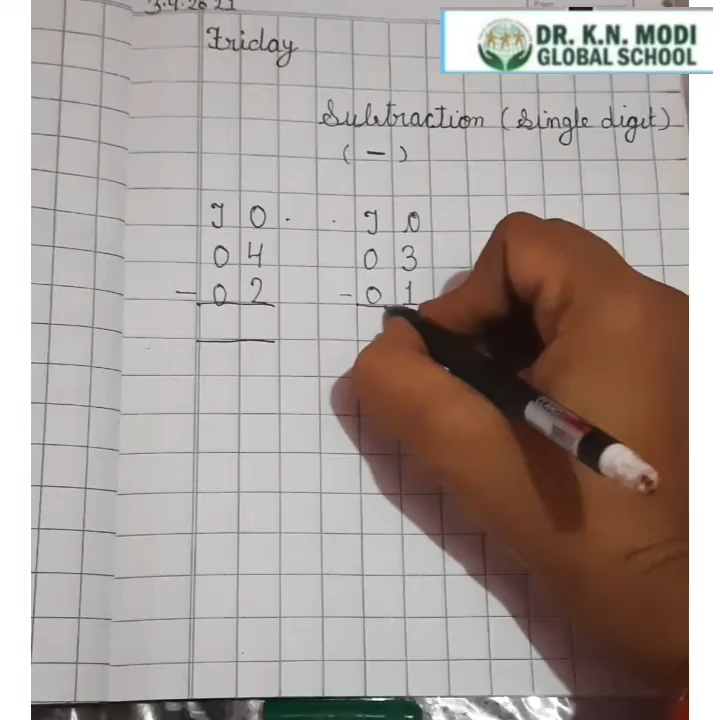 DR. K.N. MODI
GLOBAL SCHOOL
Friday
Subtraction (Single digit)
( — )
T O . . T O
0 4 0 3
- 0 2 - 0 1